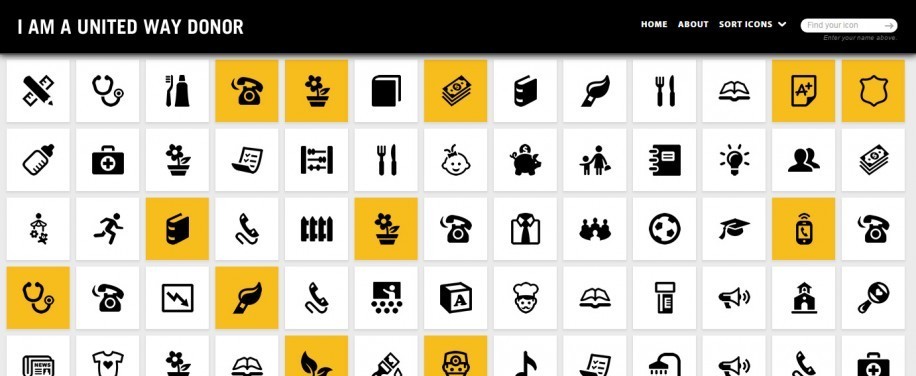 I AM A UNITED WAY DONOR
HOME ABOUT SORT ICONS Find your icon
Enter your name above.
A+
A
NEWS